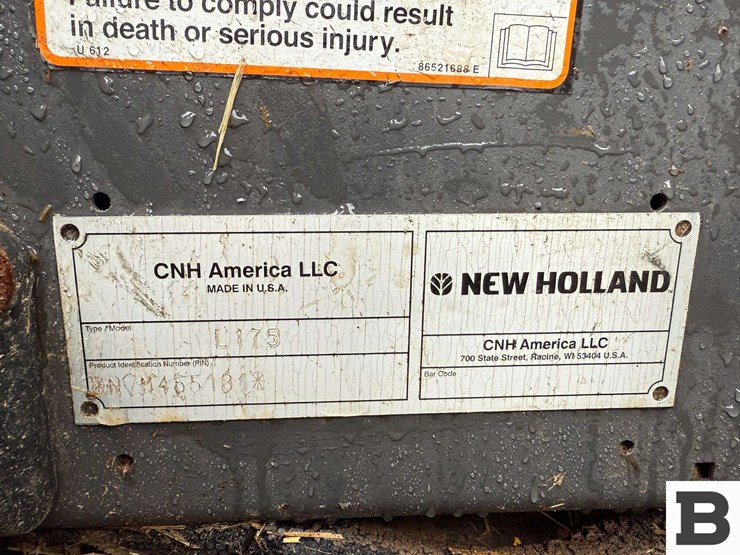 Failure to comply could result
in death or serious injury.
U 612
86521688 E
CNH America LLC
MADE IN U.S.A.
Type / Model
L175
Product Identification Number (PIN)
NEW HOLLAND
CNH America LLC
700 State Street, Racine, WI 53404 U.S.A.
Bar Code
B